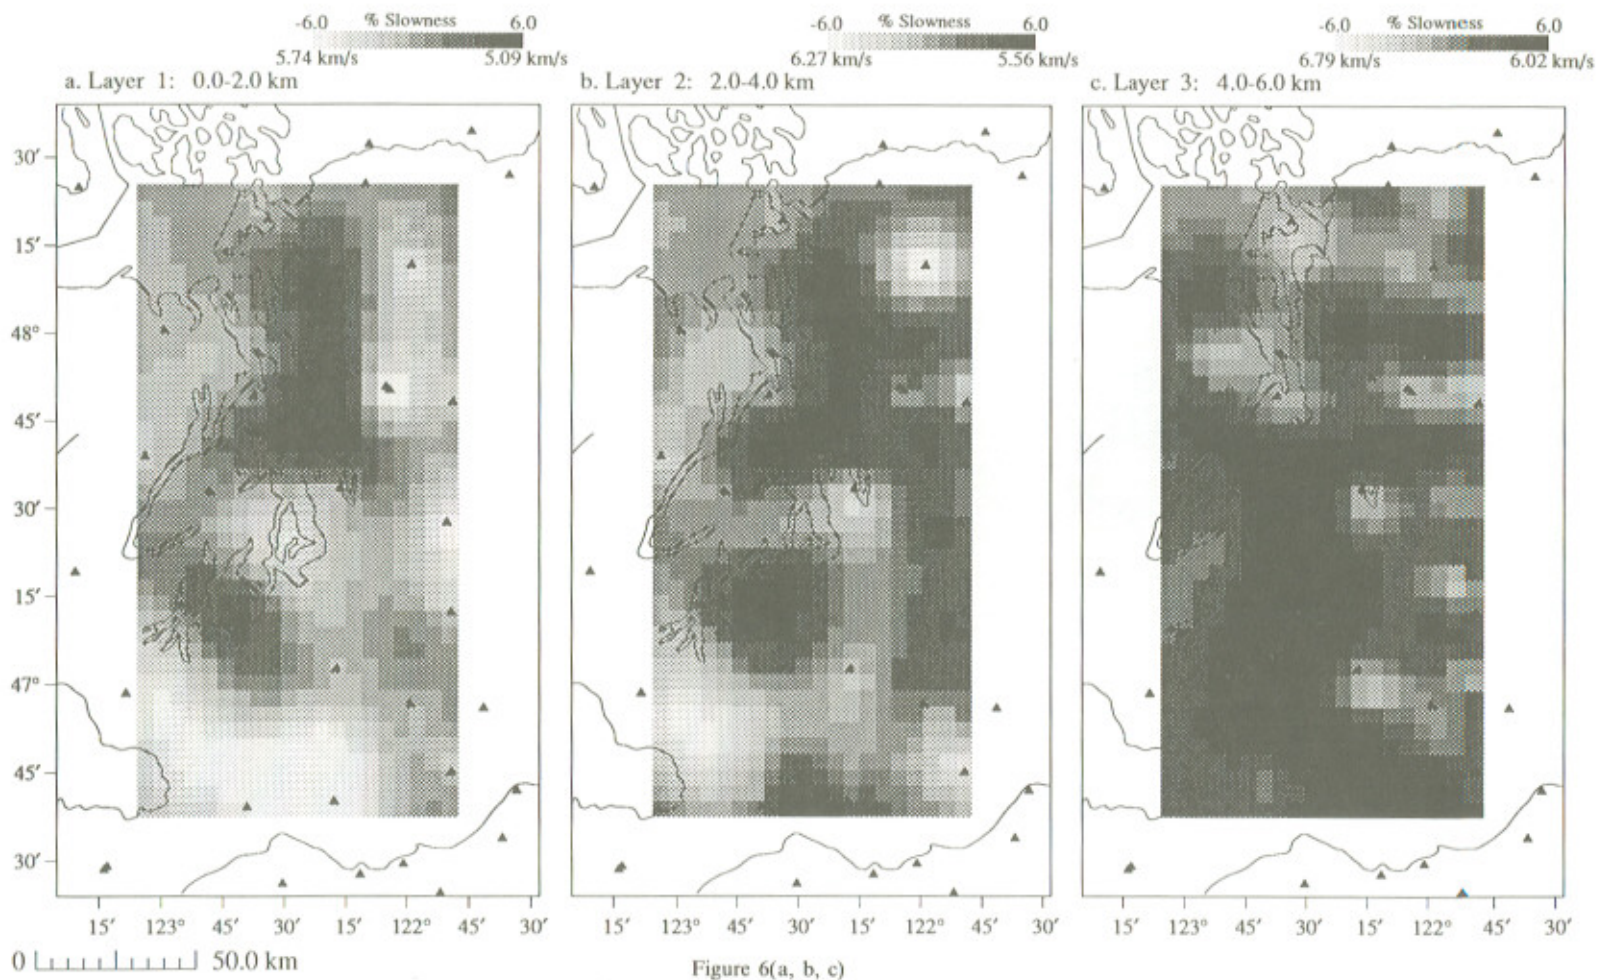 -6.0 % Slowness 6.0
5.74 km/s 5.09 km/s
a. Layer 1: 0.0-2.0 km
-6.0 % Slowness 6.0
6.27 km/s 5.56 km/s
b. Layer 2: 2.0-4.0 km
-6.0 % Slowness 6.0
6.79 km/s 6.02 km/s
c. Layer 3: 4.0-6.0 km
30′
15′
48°
45′
30′
15′
47°
45′
30′
15′ 123° 45′ 30′ 15′ 122° 45′ 30′
15′ 123° 45′ 30′ 15′ 122° 45′ 30′
15′ 123° 45′ 30′ 15′ 122° 45′ 30′
0 50.0 km
Figure 6(a, b, c)